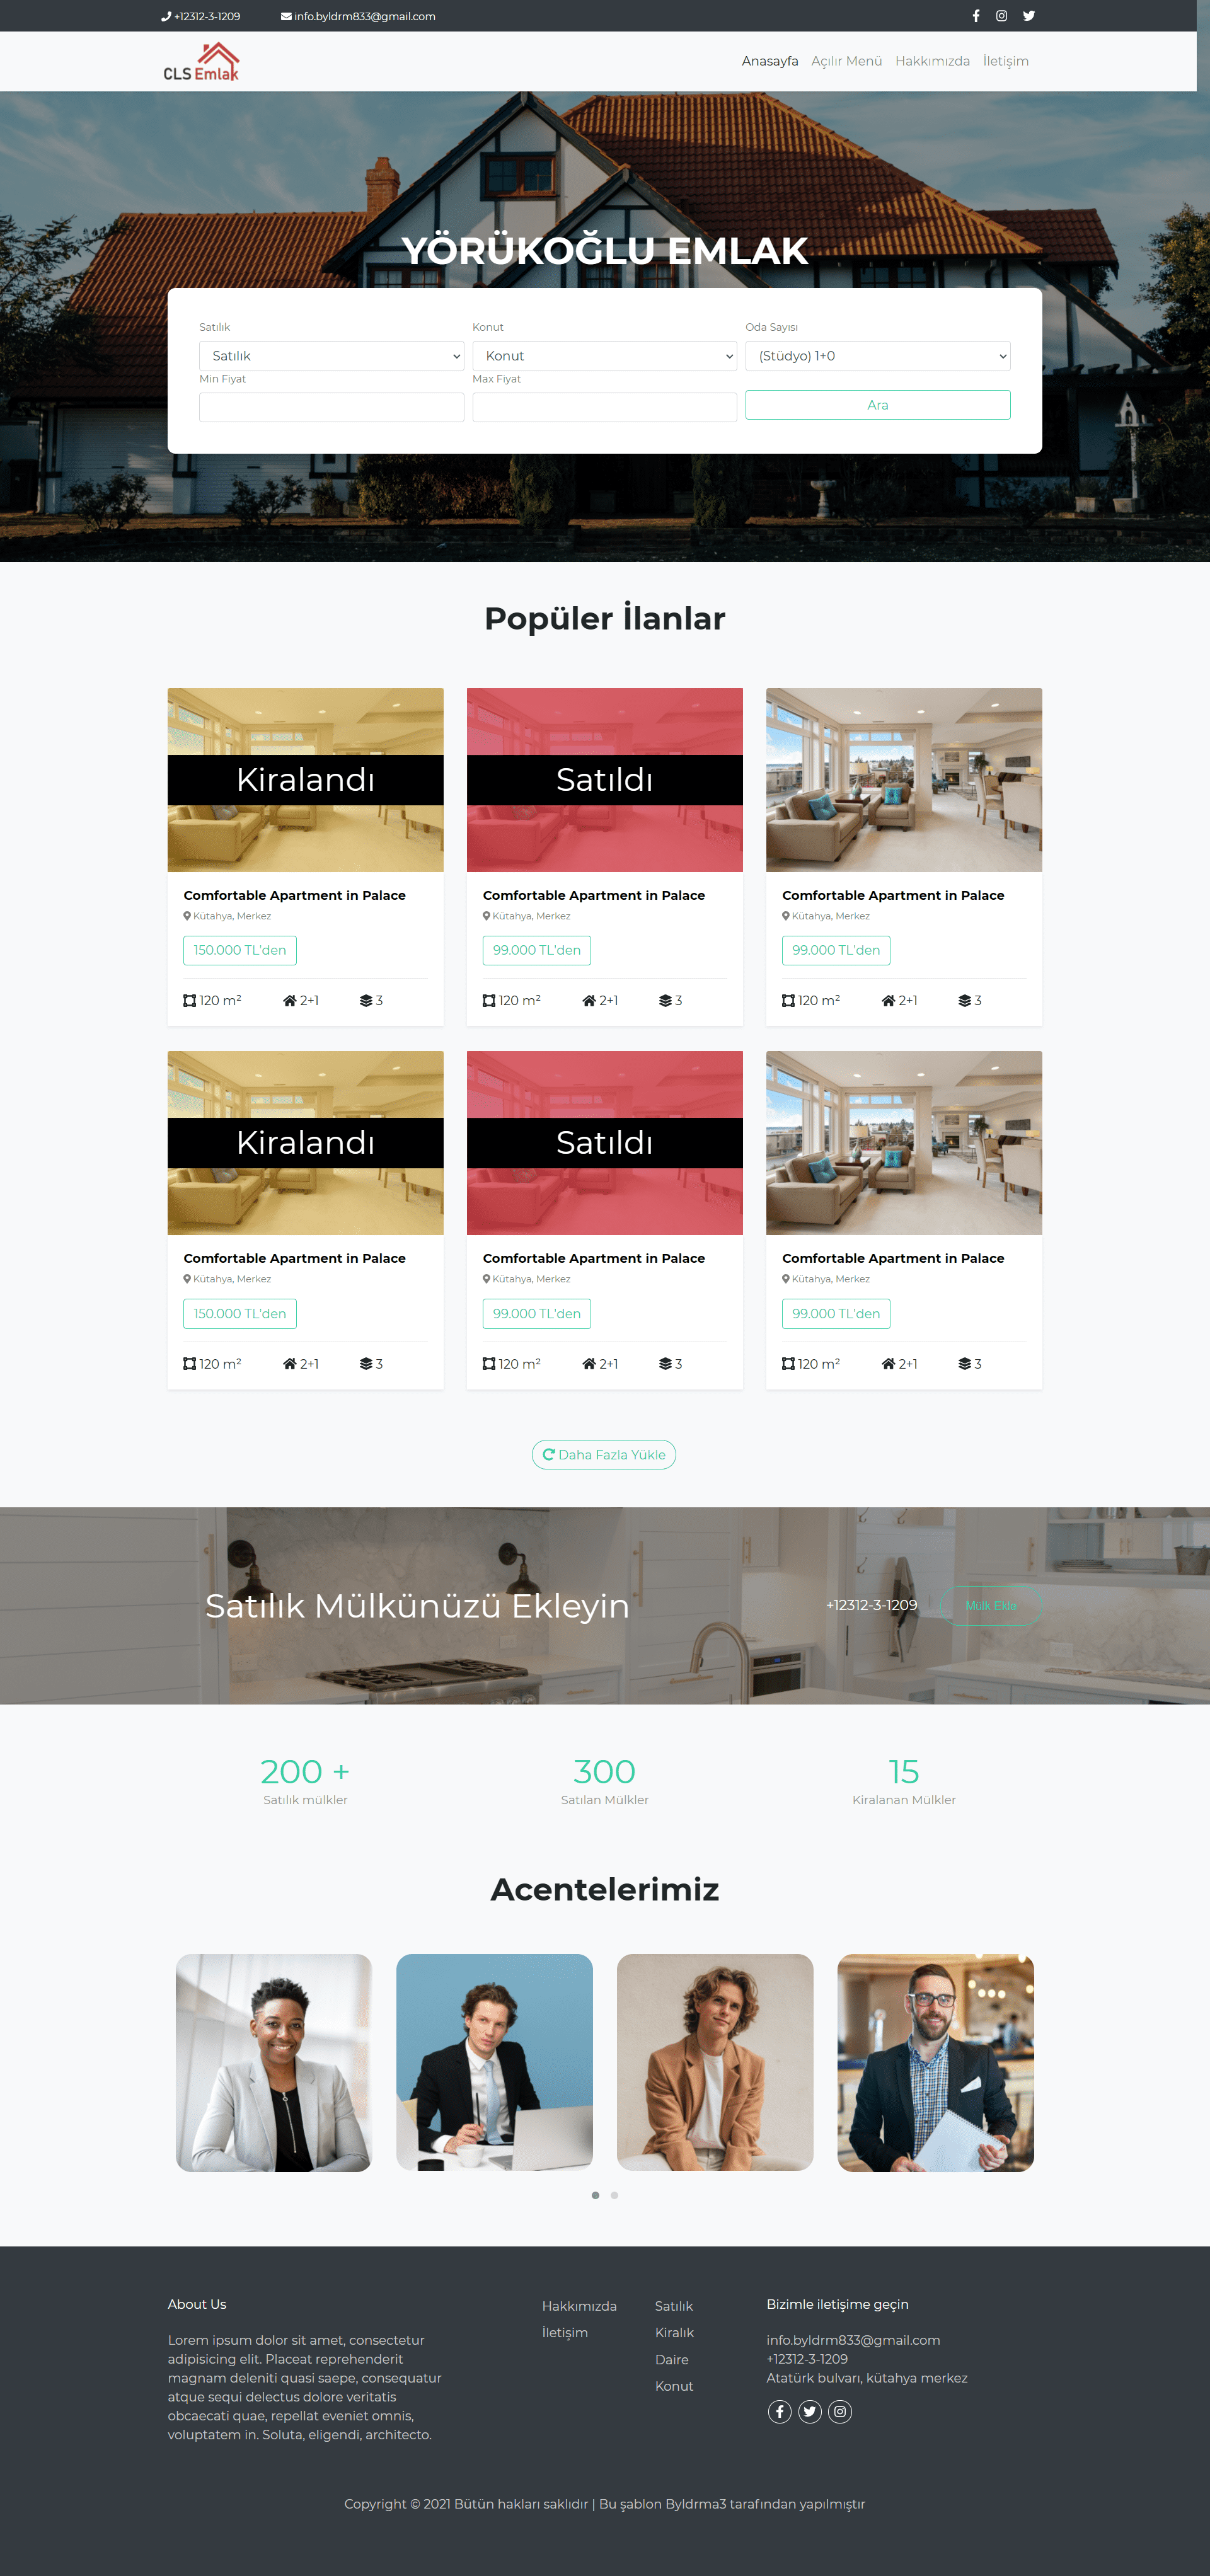 +12312-3-1209 info.byldrm833@gmail.com
CLS Emlak
Anasayfa Açılır Menü Hakkımızda İletişim
YÖRÜKOĞLU EMLAK
Satılık Konut Oda Sayısı
Satılık Konut (Stüdyo) 1+0
Min Fiyat Max Fiyat
Ara
Popüler İlanlar
Kiralandı Satıldı
Comfortable Apartment in Palace Comfortable Apartment in Palace Comfortable Apartment in Palace
Kütahya, Merkez Kütahya, Merkez Kütahya, Merkez
150.000 TL'den 99.000 TL'den 99.000 TL'den
120 m² 2+1 3 120 m² 2+1 3 120 m² 2+1 3
Kiralandı Satıldı
Comfortable Apartment in Palace Comfortable Apartment in Palace Comfortable Apartment in Palace
Kütahya, Merkez Kütahya, Merkez Kütahya, Merkez
150.000 TL'den 99.000 TL'den 99.000 TL'den
120 m² 2+1 3 120 m² 2+1 3 120 m² 2+1 3
Daha Fazla Yükle
Satılık Mülkünüzü Ekleyin +12312-3-1209 Mülk Ekle
200 + 300 15
Satılık mülkler Satılan Mülkler Kiralanan Mülkler
Acentelerimiz
About Us
Lorem ipsum dolor sit amet, consectetur
adipisicing elit. Placeat reprehenderit
magnam deleniti quasi saepe, consequatur
atque sequi delectus dolore veritatis
obcaecati quae, repellat eveniet omnis,
voluptatem in. Soluta, eligendi, architecto.
Hakkımızda
İletişim
Satılık
Kiralık
Daire
Konut
Bizimle iletişime geçin
info.byldrm833@gmail.com
+12312-3-1209
Atatürk bulvarı, kütahya merkez
Copyright © 2021 Bütün hakları saklıdır | Bu şablon Byldrma3 tarafından yapılmıştır